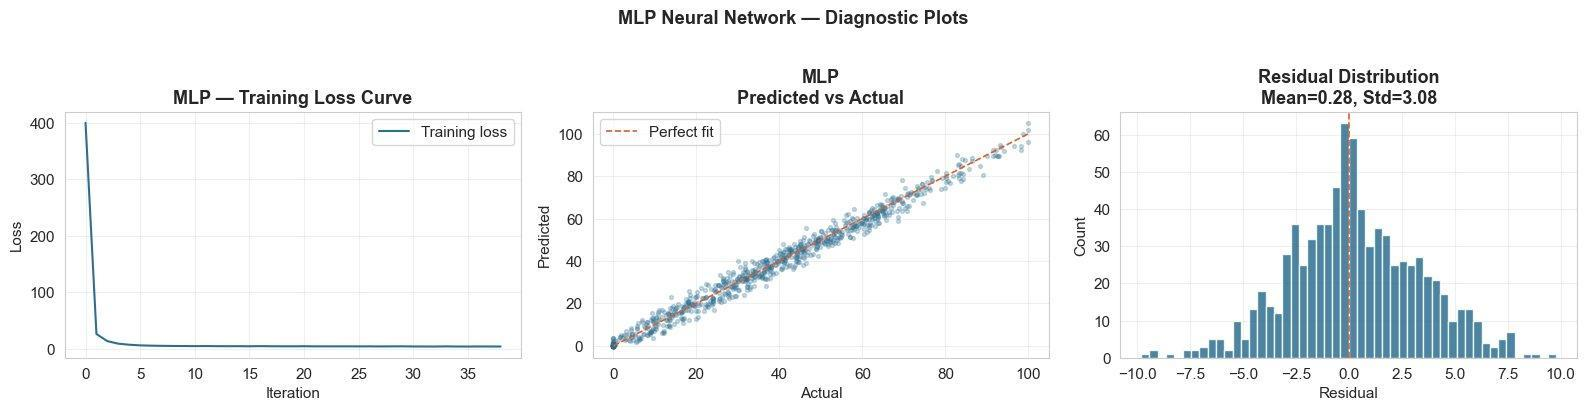 MLP Neural Network — Diagnostic Plots
MLP — Training Loss Curve
400
300
200
100
0
Loss
Training loss
0 5 10 15 20 25 30 35
Iteration
MLP
Predicted vs Actual
100
80
60
40
20
0
Predicted
Perfect fit
0 20 40 60 80 100
Actual
Residual Distribution
Mean=0.28, Std=3.08
60
50
40
30
20
10
0
Count
−10.0 −7.5 −5.0 −2.5 0.0 2.5 5.0 7.5 10.0
Residual